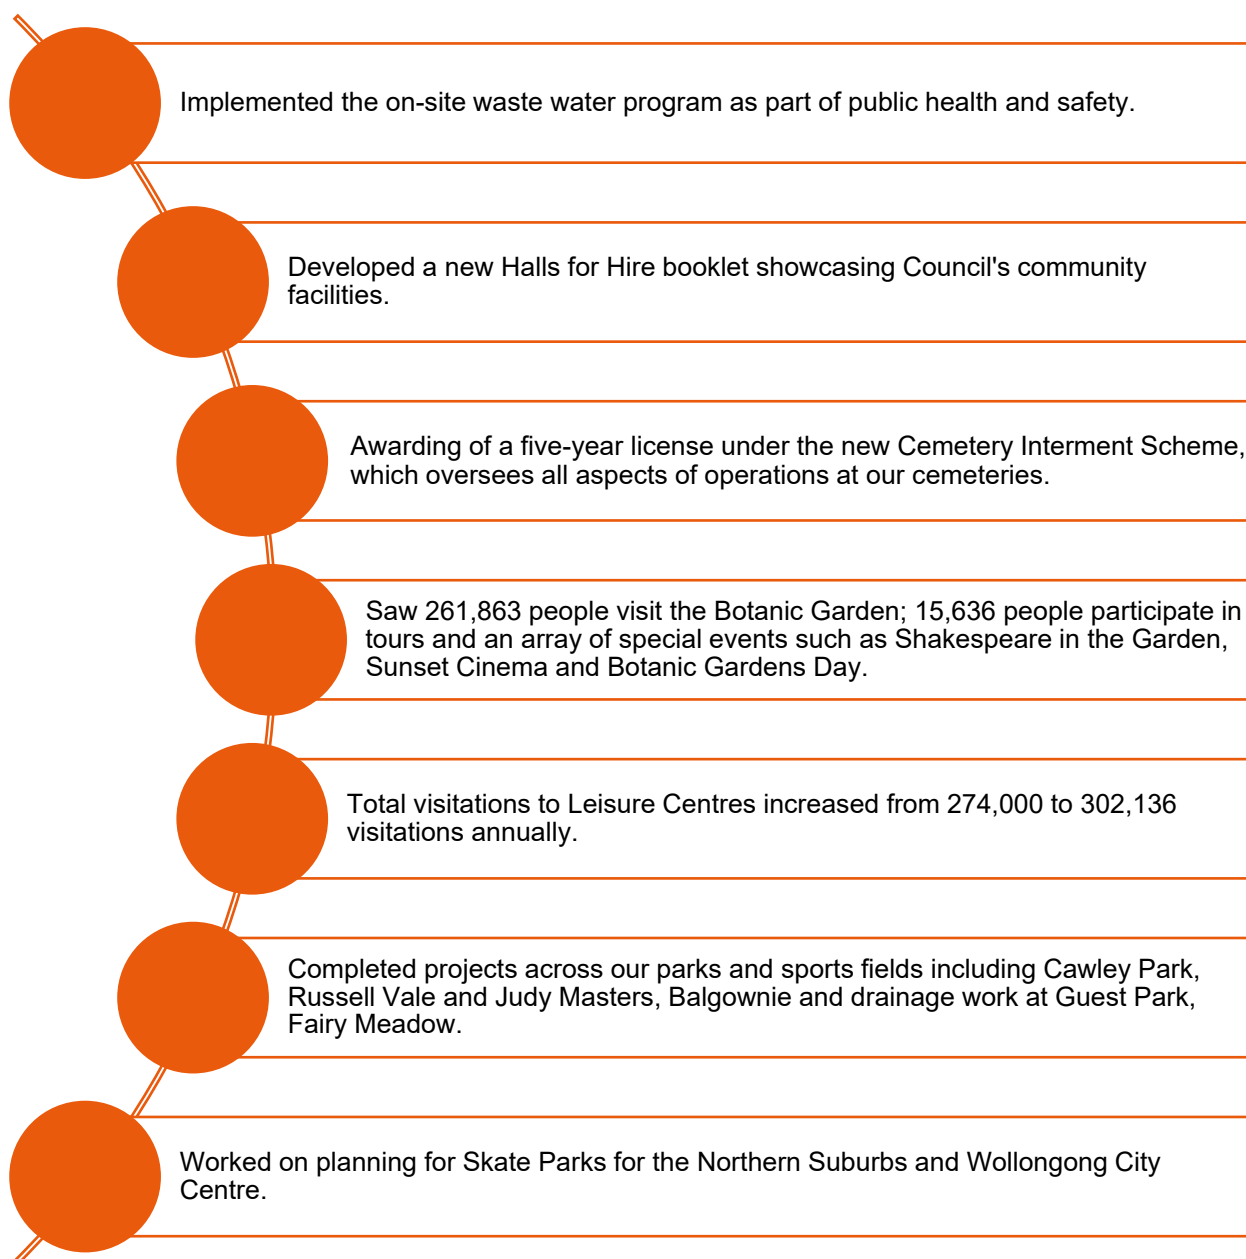 Implemented the on-site waste water program as part of public health and safety.
Developed a new Halls for Hire booklet showcasing Council's community
facilities.
Awarding of a five-year license under the new Cemetery Interment Scheme,
which oversees all aspects of operations at our cemeteries.
Saw 261,863 people visit the Botanic Garden; 15,636 people participate in
tours and an array of special events such as Shakespeare in the Garden,
Sunset Cinema and Botanic Gardens Day.
Total visitations to Leisure Centres increased from 274,000 to 302,136
visitations annually.
Completed projects across our parks and sports fields including Cawley Park,
Russell Vale and Judy Masters, Balgownie and drainage work at Guest Park,
Fairy Meadow.
Worked on planning for Skate Parks for the Northern Suburbs and Wollongong City
Centre.